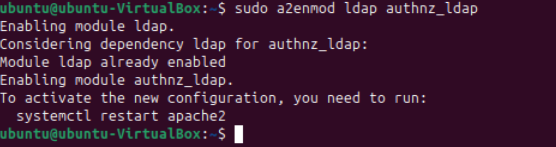 ubuntu@ubuntu-VirtualBox:~$ sudo a2enmod ldap authnz_ldap
Enabling module ldap.
Considering dependency ldap for authnz_ldap:
Module ldap already enabled
Enabling module authnz_ldap.
To activate the new configuration, you need to run:
  systemctl restart apache2
ubuntu@ubuntu-VirtualBox:~$